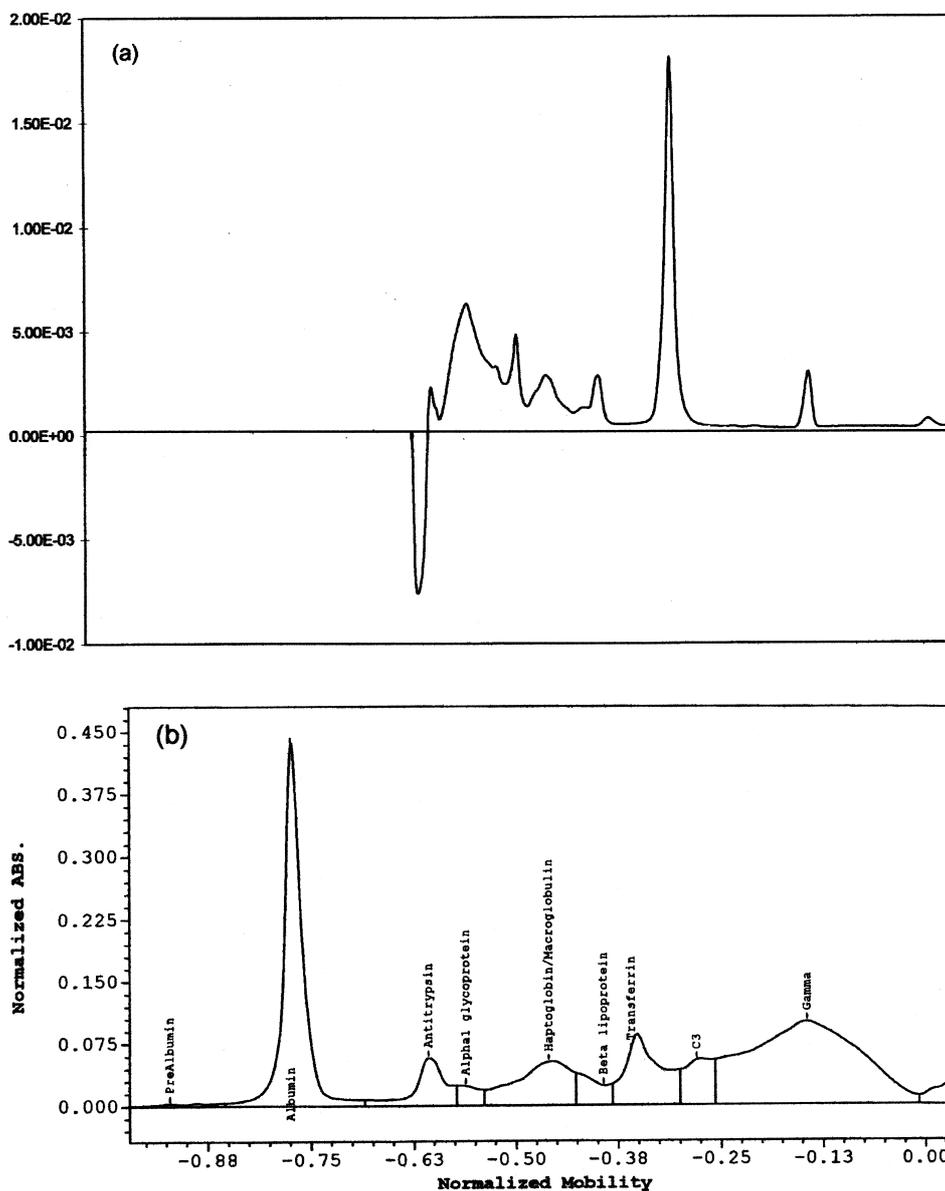 2.00E-02
(a)
1.50E-02
1.00E-02
5.00E-03
0.00E+00
-5.00E-03
-1.00E-02
(b)
0.450
0.375
0.300
0.225
0.150
0.075
0.000
Normalized ABS.
PreAlbumin
Albumin
Antitrypsin
Alpha1 glycoprotein
Haptoglobin/Macroglobulin
Beta lipoprotein
Transferrin
C3
Gamma
-0.88 -0.75 -0.63 -0.50 -0.38 -0.25 -0.13 0.00
Normalized Mobility